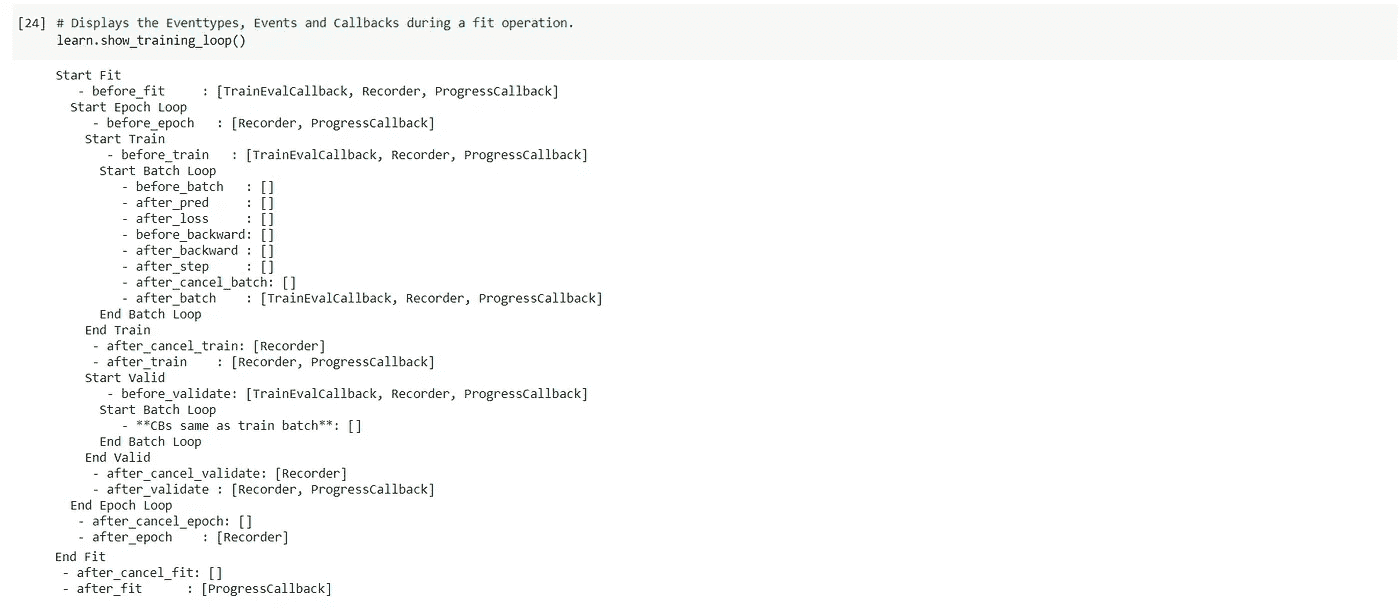 [24] # Displays the Eventtypes, Events and Callbacks during a fit operation.
learn.show_training_loop()
Start Fit
   - before_fit     : [TrainEvalCallback, Recorder, ProgressCallback]
  Start Epoch Loop
     - before_epoch   : [Recorder, ProgressCallback]
    Start Train
       - before_train   : [TrainEvalCallback, Recorder, ProgressCallback]
      Start Batch Loop
         - before_batch   : []
         - after_pred     : []
         - after_loss     : []
         - before_backward: []
         - after_backward : []
         - after_step     : []
         - after_cancel_batch: []
         - after_batch    : [TrainEvalCallback, Recorder, ProgressCallback]
      End Batch Loop
    End Train
     - after_cancel_train: [Recorder]
     - after_train    : [Recorder, ProgressCallback]
    Start Valid
       - before_validate: [TrainEvalCallback, Recorder, ProgressCallback]
      Start Batch Loop
         - **CBs same as train batch**: []
      End Batch Loop
    End Valid
     - after_cancel_validate: [Recorder]
     - after_validate : [Recorder, ProgressCallback]
  End Epoch Loop
   - after_cancel_epoch: []
   - after_epoch    : [Recorder]
End Fit
 - after_cancel_fit: []
 - after_fit      : [ProgressCallback]